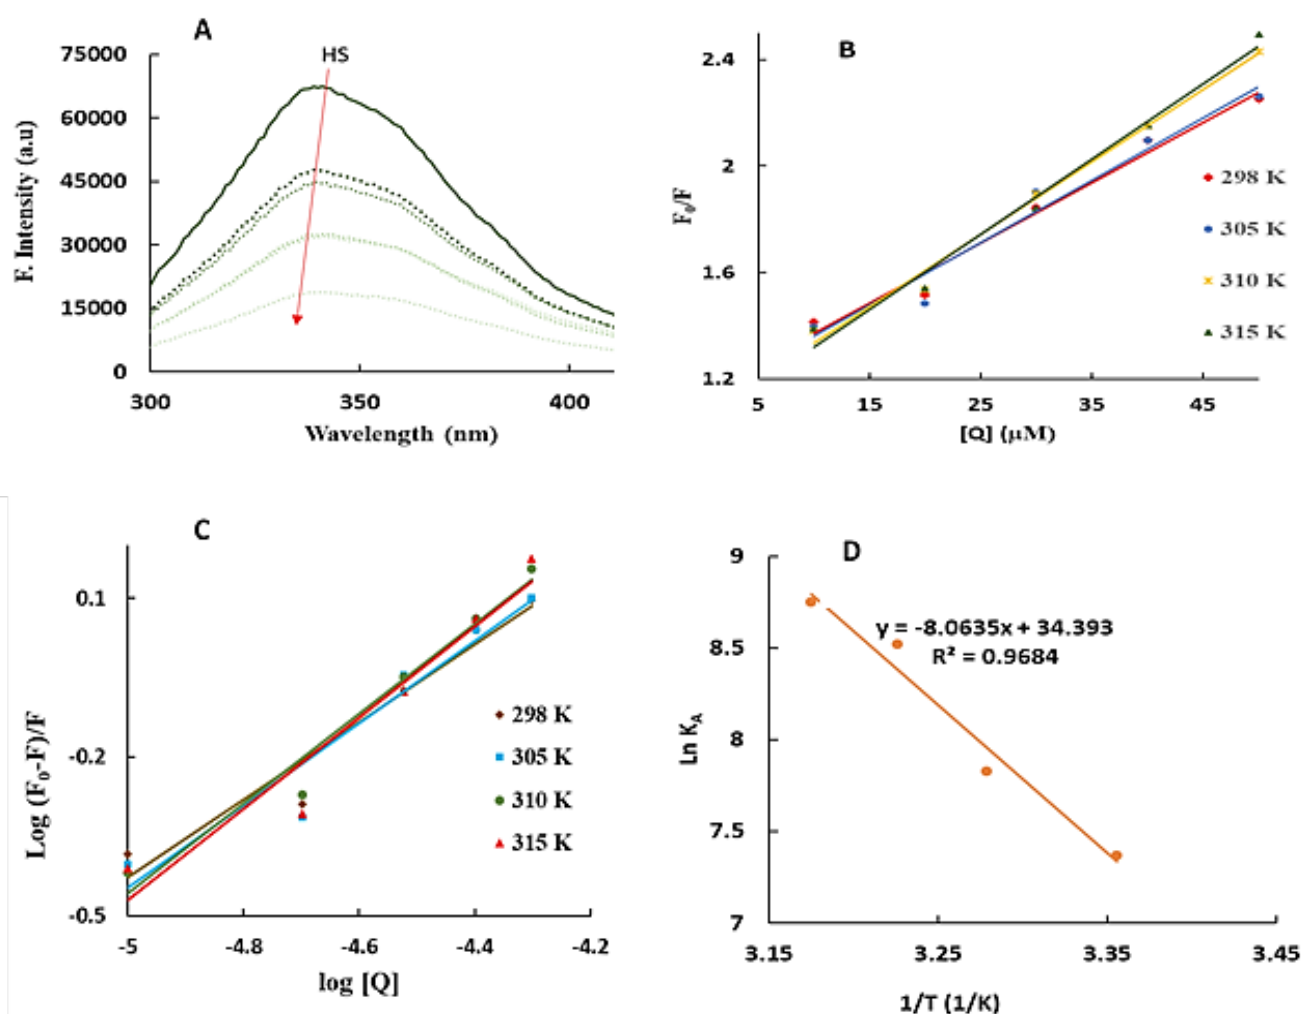 A
HS
75000
60000
45000
30000
15000
0
300
350
400
F. Intensity (a.u)
Wavelength (nm)
B
2.4
2
1.6
1.2
5
15
25
35
45
F₀/F
[Q] (μM)
298 K
305 K
310 K
315 K
C
0.1
-0.2
-0.5
-5
-4.8
-4.6
-4.4
-4.2
Log (F₀-F)/F
log [Q]
298 K
305 K
310 K
315 K
D
9
8.5
8
7.5
7
3.15
3.25
3.35
3.45
Ln K_A
y = -8.0635x + 34.393
R² = 0.9684
1/T (1/K)